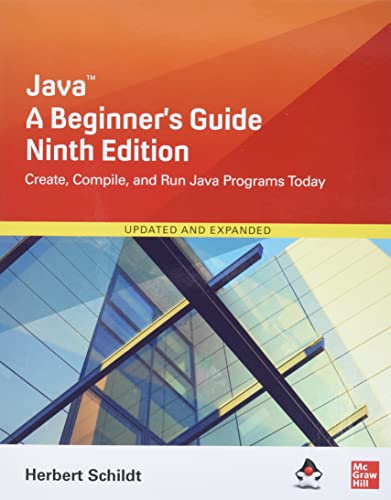 Java™
A Beginner's Guide
Ninth Edition
Create, Compile, and Run Java Programs Today
UPDATED AND EXPANDED
Herbert Schildt
Mc
Graw
Hill